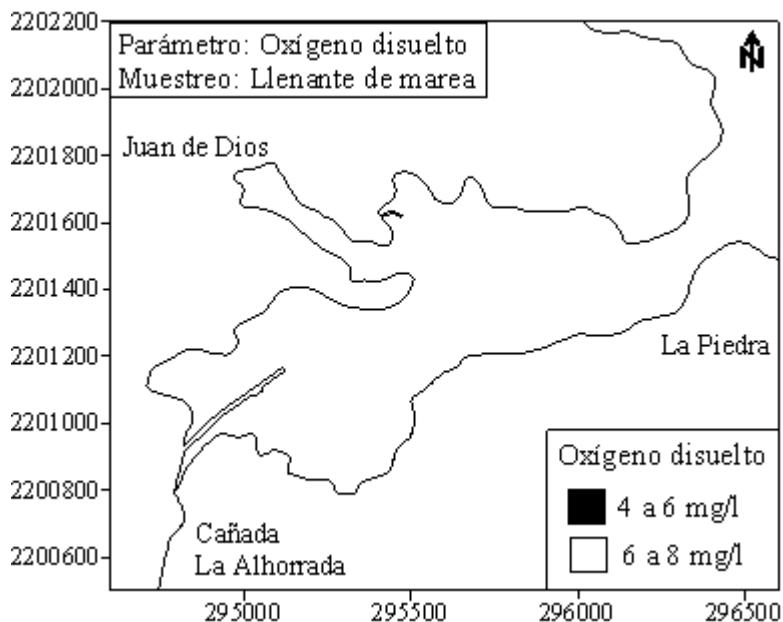 2202200
Parámetro: Oxígeno disuelto
Muestreo: Llenante de marea
N
2202000
Juan de Dios
2201800
2201600
2201400
2201200
La Piedra
2201000
2200800
2200600
Cañada
La Alhorrada
Oxígeno disuelto
4 a 6 mg/l
6 a 8 mg/l
295000
295500
296000
296500